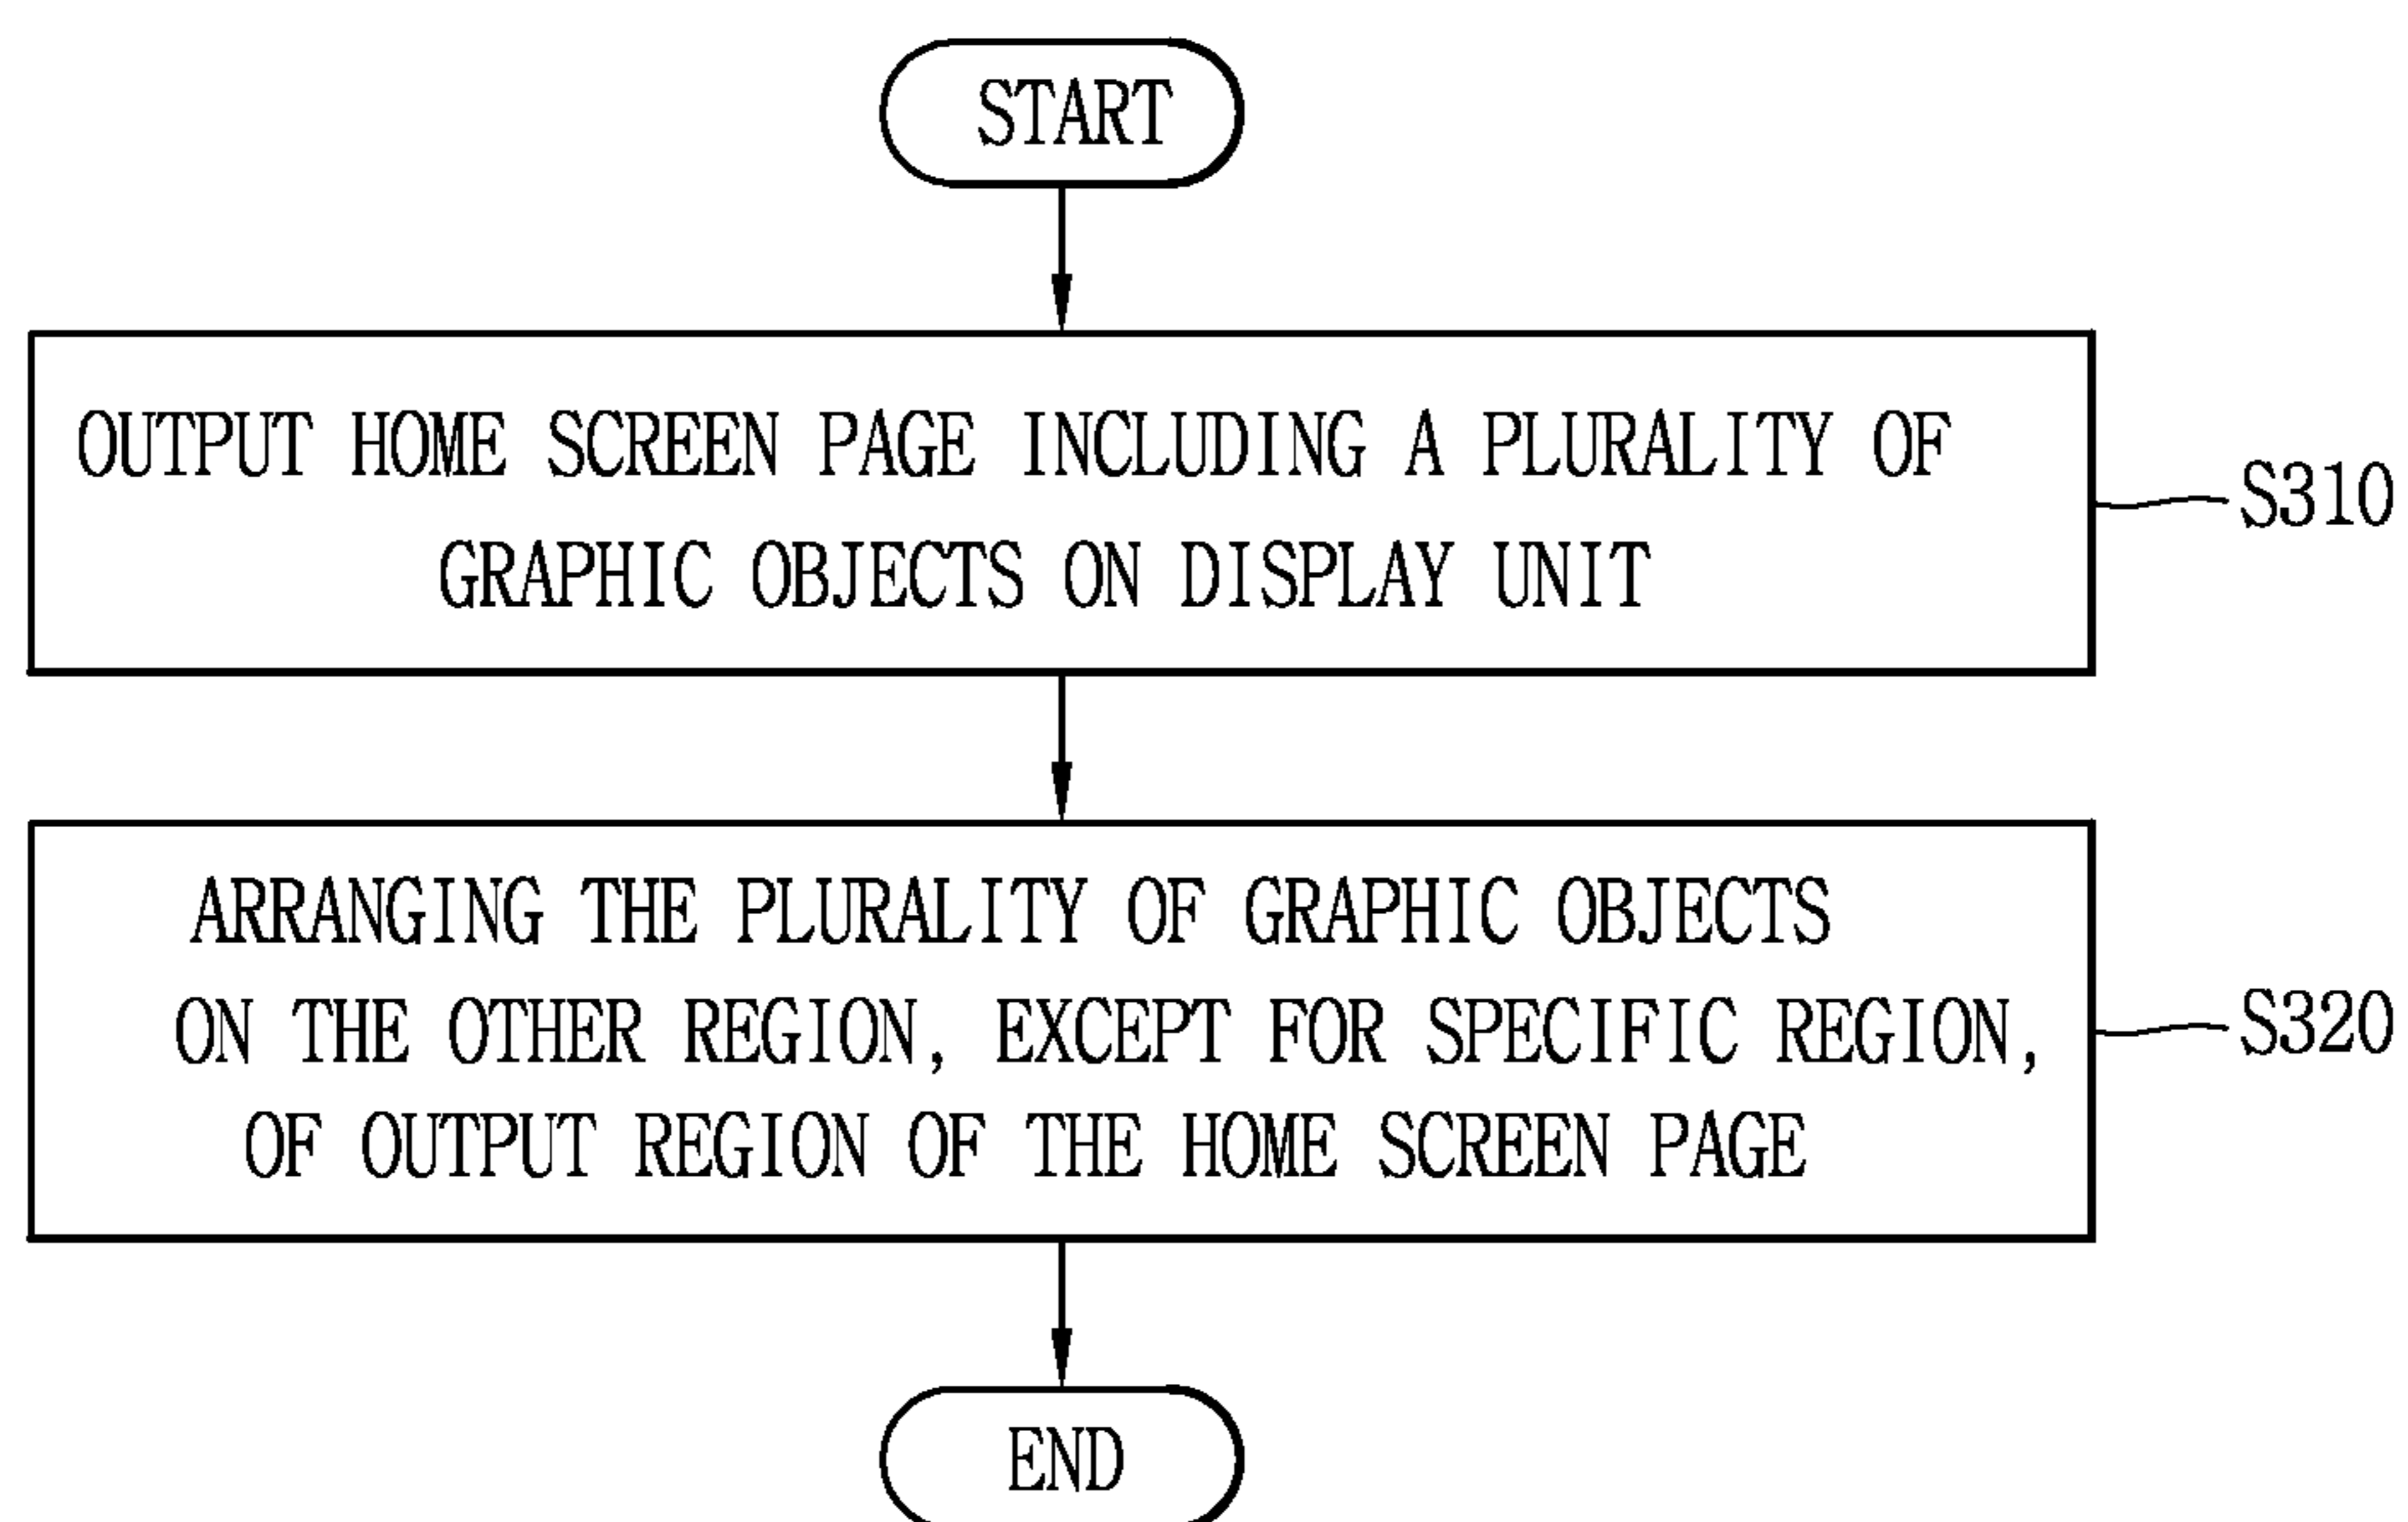 START
OUTPUT HOME SCREEN PAGE INCLUDING A PLURALITY OF
GRAPHIC OBJECTS ON DISPLAY UNIT
S310
ARRANGING THE PLURALITY OF GRAPHIC OBJECTS
ON THE OTHER REGION, EXCEPT FOR SPECIFIC REGION,
OF OUTPUT REGION OF THE HOME SCREEN PAGE
S320
END